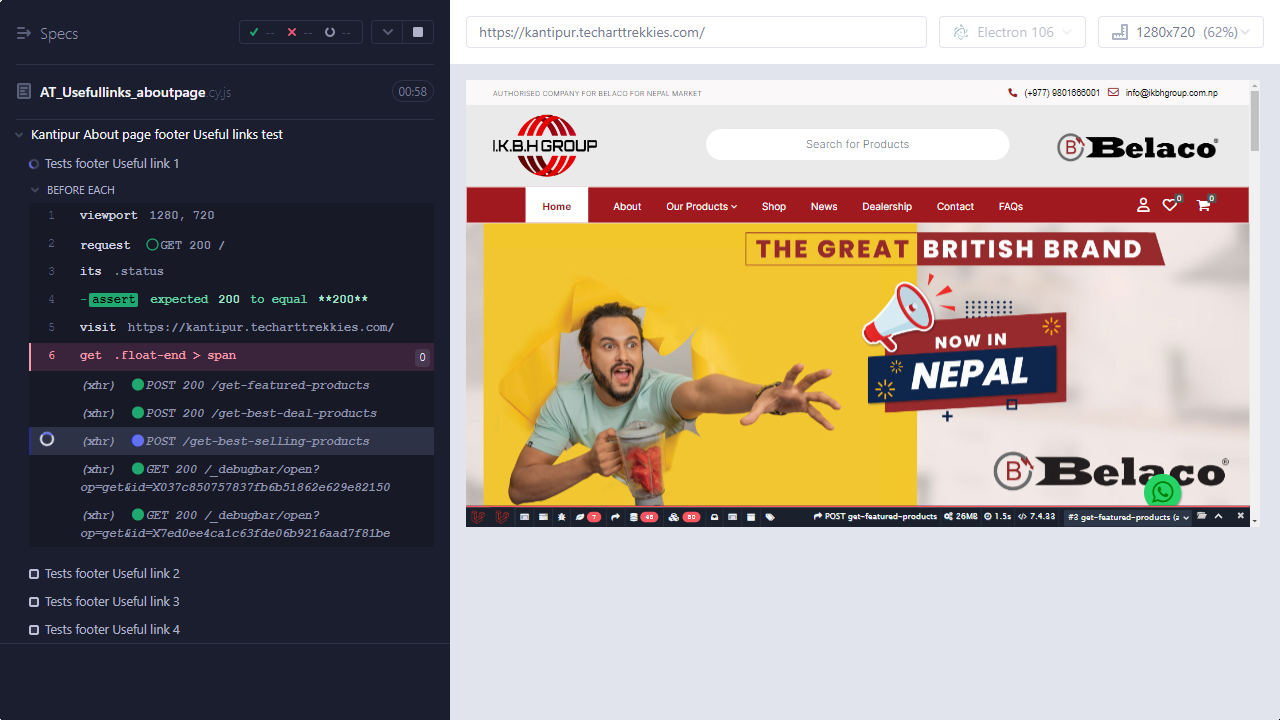 Specs
-- -- --
AT_Usefullinks_aboutpage.cy.js 00:58
Kantipur About page footer Useful links test
Tests footer Useful link 1
BEFORE EACH
1 viewport 1280, 720
2 request GET 200 /
3 its .status
4 -assert expected 200 to equal **200**
5 visit https://kantipur.techarttrekkies.com/
6 get .float-end > span 0
(xhr) POST 200 /get-featured-products
(xhr) POST 200 /get-best-deal-products
(xhr) POST /get-best-selling-products
(xhr) GET 200 /_debugbar/open?
op=get&id=X037c850757837fb6b51862e629e82150
(xhr) GET 200 /_debugbar/open?
op=get&id=X7ed0ee4ca1c63fde06b9216aad7f81be
Tests footer Useful link 2
Tests footer Useful link 3
Tests footer Useful link 4
https://kantipur.techarttrekkies.com/ Electron 106 1280x720 (62%)
AUTHORISED COMPANY FOR BELACO FOR NEPAL MARKET (+977) 9801666001 info@ikbhgroup.com.np
I.K.B.H GROUP Search for Products B Belaco®
Home About Our Products Shop News Dealership Contact FAQs 0 0
THE GREAT BRITISH BRAND
NOW IN
NEPAL
B Belaco®
7 POST get-featured-products 26MB 1.5s 7.4.33 #3 get-featured-products (a